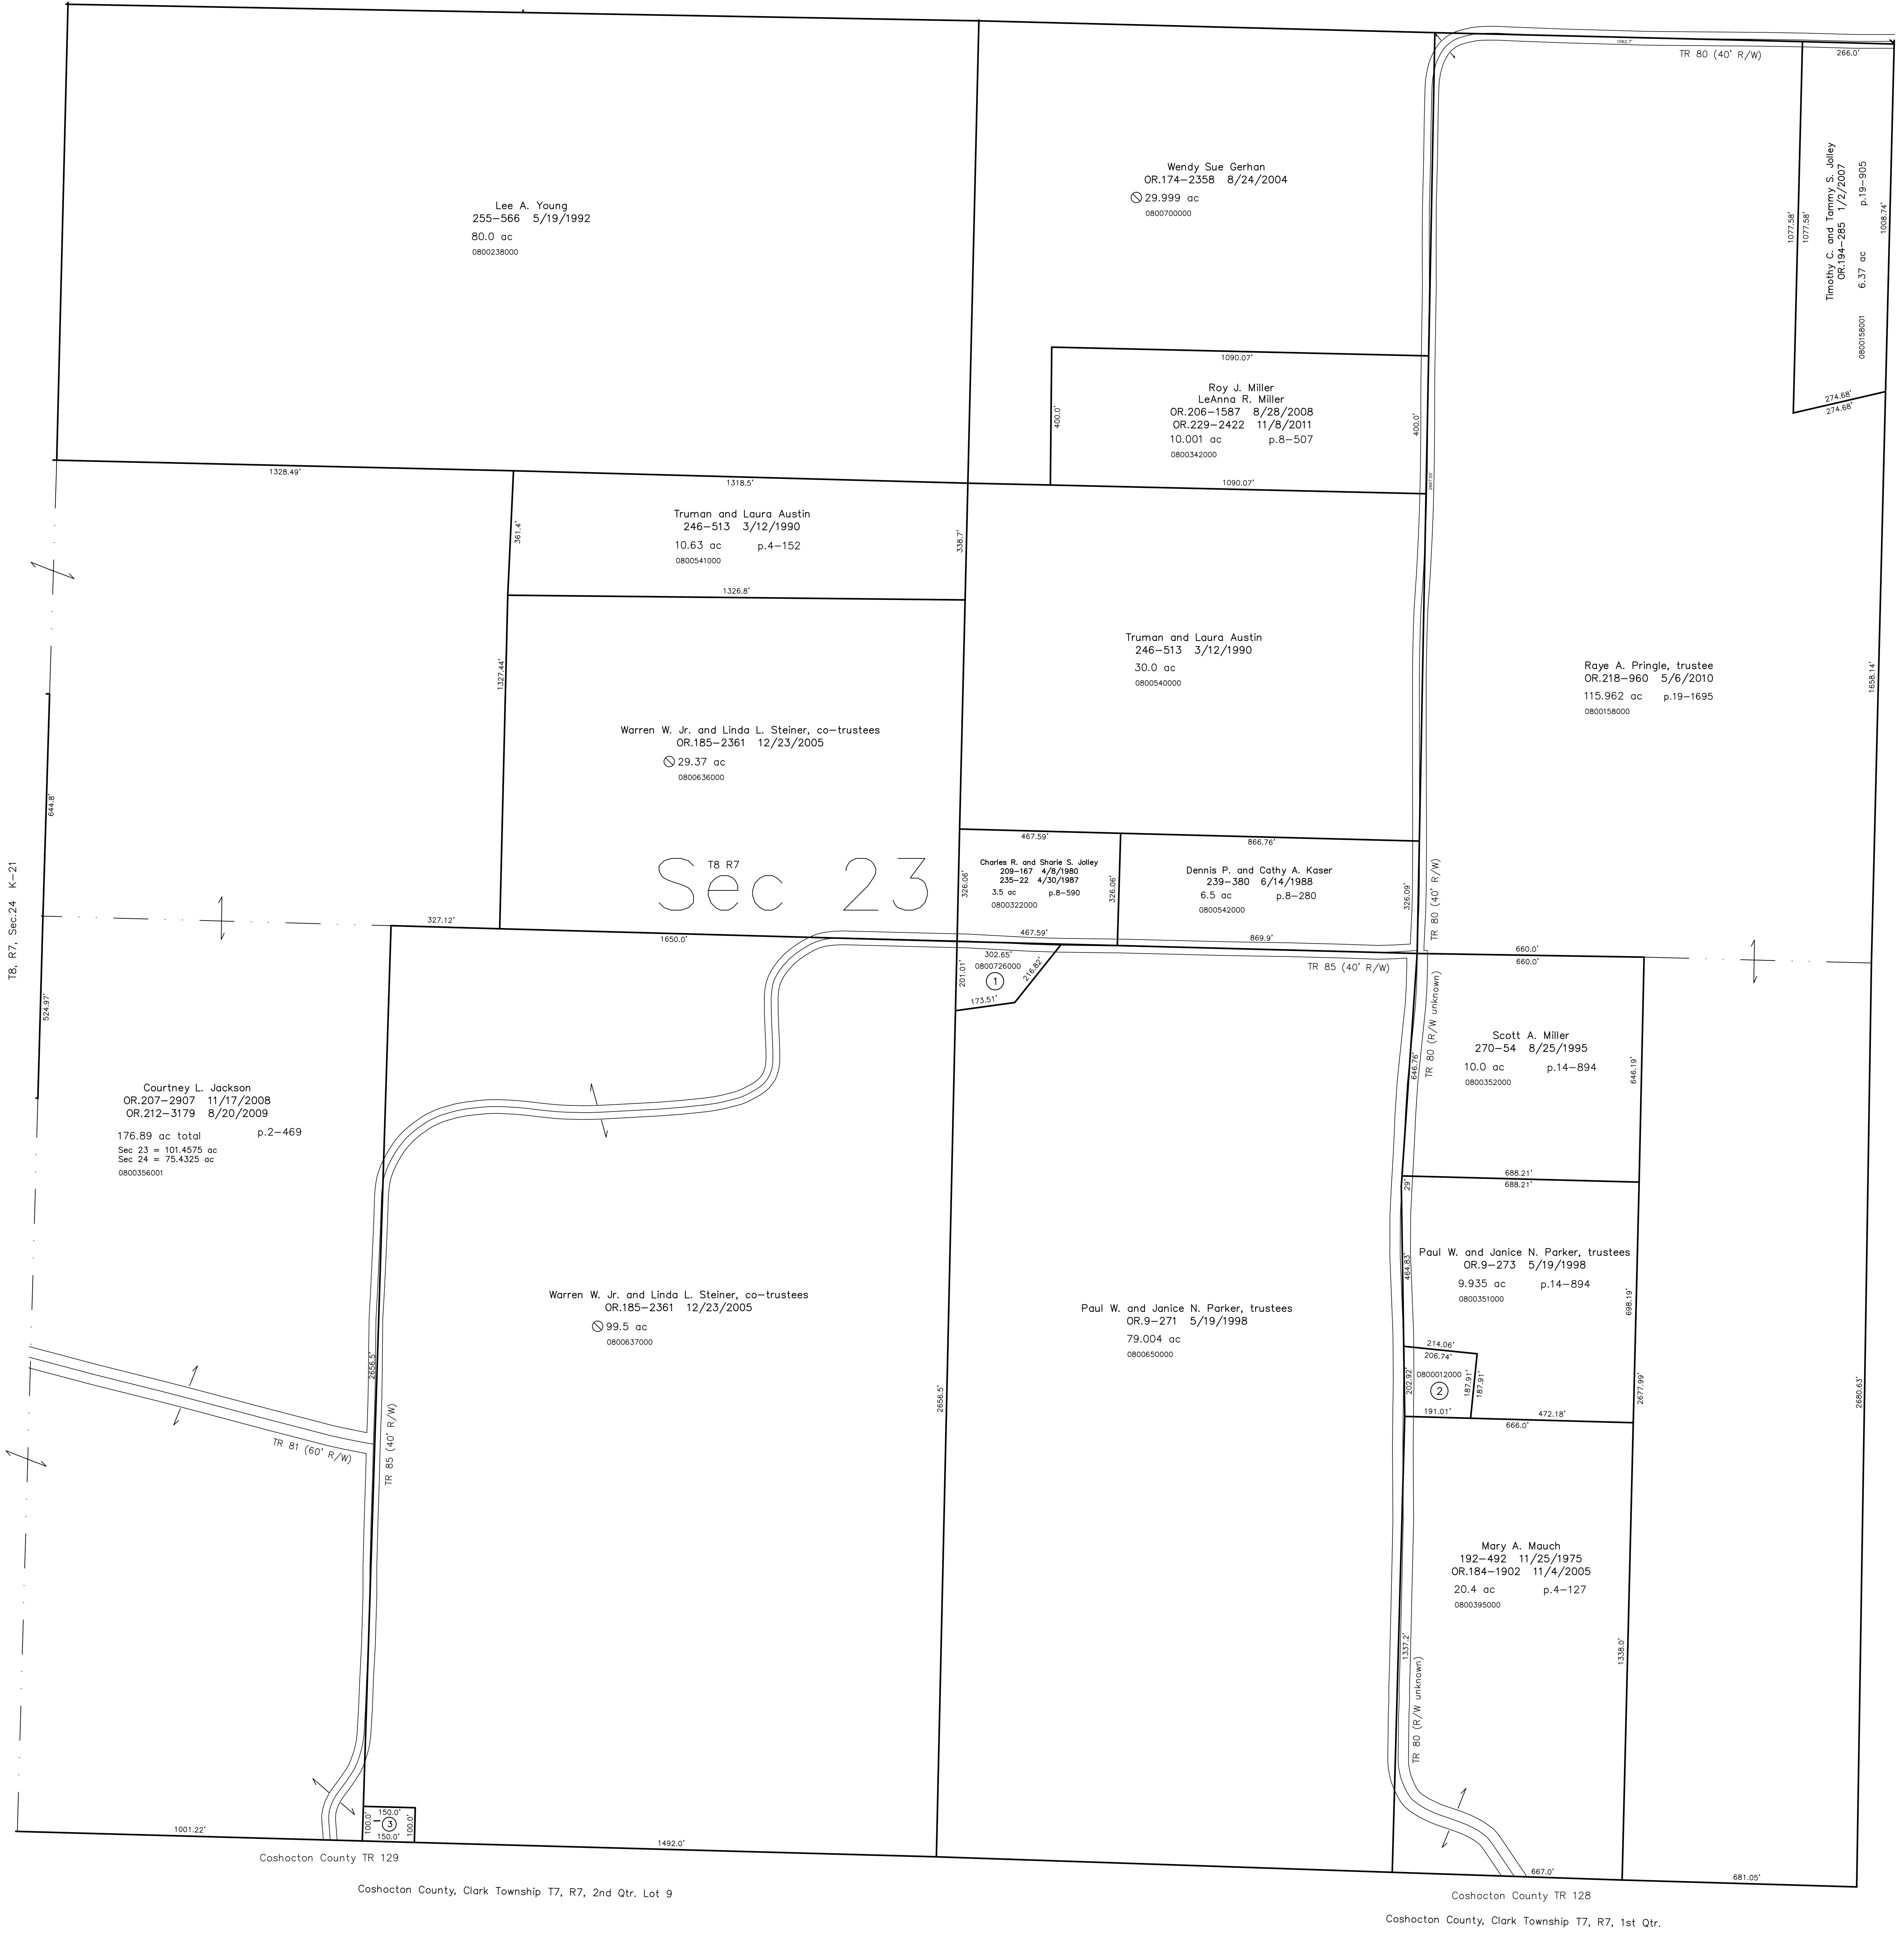 1062.7'
TR 80 (40' R/W)
266.0'
Lee A. Young
255-566 5/19/1992
80.0 ac
0800238000
Wendy Sue Gerhan
OR.174-2358 8/24/2004
29.999 ac
0800700000
Timothy C. and Tammy S. Jolley
OR.194-285 1/2/2007
6.37 ac p.19-905
0800158001
1077.58'
1077.58'
1008.74'
274.68'
274.68'
1090.07'
Roy J. Miller
LeAnna R. Miller
OR.206-1587 8/28/2008
OR.229-2422 11/8/2011
10.001 ac p.8-507
0800342000
400.0'
400.0'
1090.07'
1328.49'
1318.5'
Truman and Laura Austin
246-513 3/12/1990
10.63 ac p.4-152
0800541000
361.4'
338.7'
1326.8'
1327.44'
Truman and Laura Austin
246-513 3/12/1990
30.0 ac
0800540000
Raye A. Pringle, trustee
OR.218-960 5/6/2010
115.962 ac p.19-1695
0800158000
1658.14'
Warren W. Jr. and Linda L. Steiner, co-trustees
OR.185-2361 12/23/2005
29.37 ac
0800636000
644.8'
T8 R7
Sec 23
467.59'
866.76'
Charles R. and Sharie S. Jolley
209-167 4/8/1980
235-22 4/30/1987
3.5 ac p.8-590
0800322000
326.06'
326.06'
Dennis P. and Cathy A. Kaser
239-380 6/14/1988
6.5 ac p.8-280
0800542000
326.09'
TR 80 (40' R/W)
T8, R7, Sec.24 K-21
327.12'
1650.0'
467.59'
869.9'
660.0'
660.0'
TR 85 (40' R/W)
302.65'
0800726000
1
201.01'
216.82'
173.51'
524.97'
TR 80 (R/W unknown)
Scott A. Miller
270-54 8/25/1995
10.0 ac p.14-894
0800352000
646.76'
646.19'
Courtney L. Jackson
OR.207-2907 11/17/2008
OR.212-3179 8/20/2009
176.89 ac total p.2-469
Sec 23 = 101.4575 ac
Sec 24 = 75.4325 ac
0800356001
688.21'
688.21'
29'
Paul W. and Janice N. Parker, trustees
OR.9-273 5/19/1998
9.935 ac p.14-894
0800351000
464.83'
698.19'
Warren W. Jr. and Linda L. Steiner, co-trustees
OR.185-2361 12/23/2005
99.5 ac
0800637000
Paul W. and Janice N. Parker, trustees
OR.9-271 5/19/1998
79.004 ac
0800650000
214.06'
206.74'
0800012000
2
202.92'
187.91'
187.91'
191.01'
472.18'
666.0'
2656.5'
2656.5'
2677.99'
2680.63'
TR 81 (60' R/W)
TR 85 (40' R/W)
Mary A. Mauch
192-492 11/25/1975
OR.184-1902 11/4/2005
20.4 ac p.4-127
0800395000
1337.2'
1338.0'
TR 80 (R/W unknown)
150.0'
100.0'
3
100.0'
150.0'
1001.22'
1492.0'
667.0'
681.05'
Coshocton County TR 129
Coshocton County, Clark Township T7, R7, 2nd Qtr. Lot 9
Coshocton County TR 128
Coshocton County, Clark Township T7, R7, 1st Qtr.